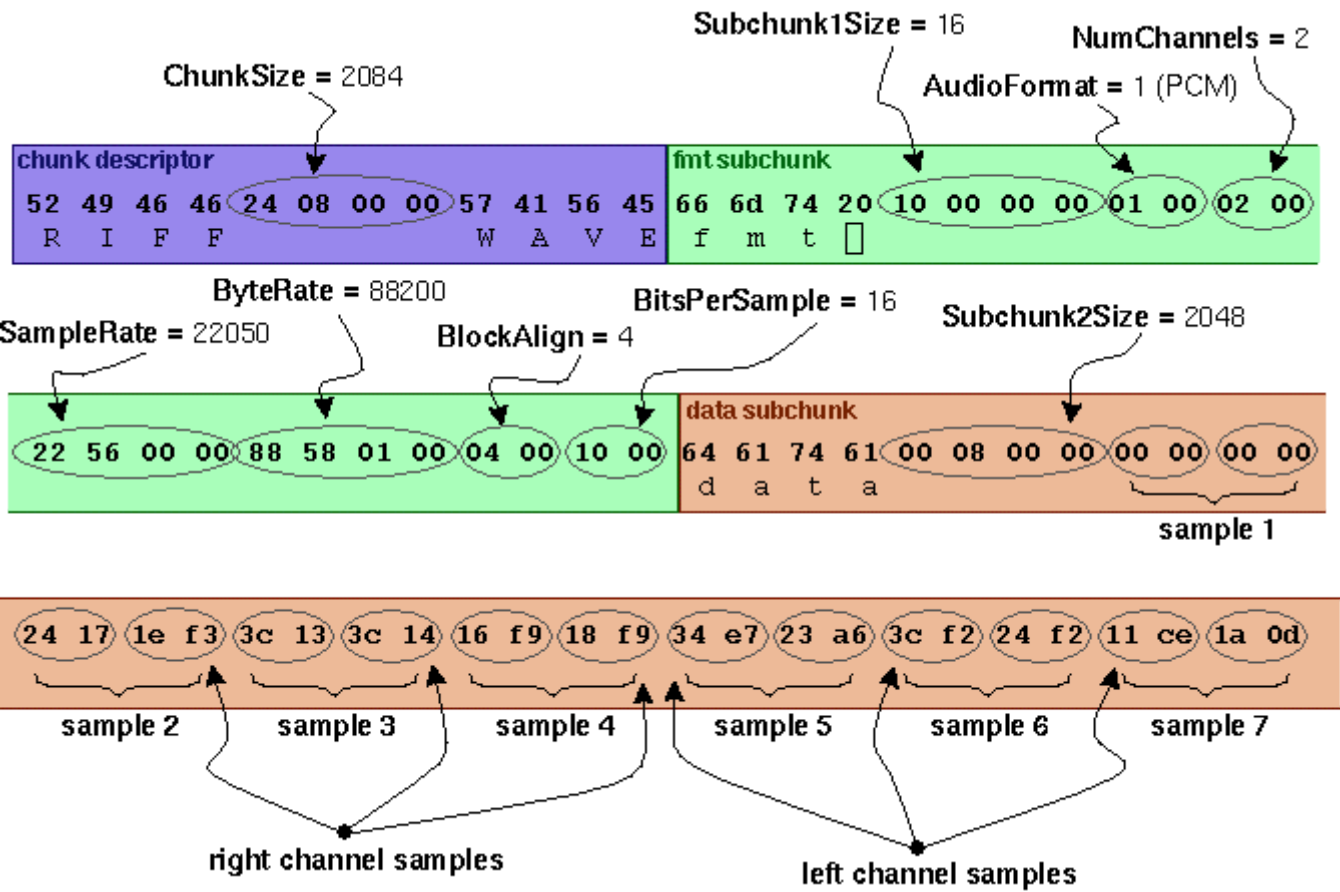 Subchunk1Size = 16
NumChannels = 2
ChunkSize = 2084
AudioFormat = 1 (PCM)
chunk descriptor
fmt subchunk
52 49 46 46 24 08 00 00 57 41 56 45 66 6d 74 20 10 00 00 00 01 00 02 00
R I F F W A V E f m t
ByteRate = 88200
BitsPerSample = 16
Subchunk2Size = 2048
SampleRate = 22050
BlockAlign = 4
data subchunk
22 56 00 00 88 58 01 00 04 00 10 00 64 61 74 61 00 08 00 00 00 00 00 00
d a t a
sample 1
24 17 1e f3 3c 13 3c 14 16 f9 18 f9 34 e7 23 a6 3c f2 24 f2 11 ce 1a 0d
sample 2 sample 3 sample 4 sample 5 sample 6 sample 7
right channel samples
left channel samples